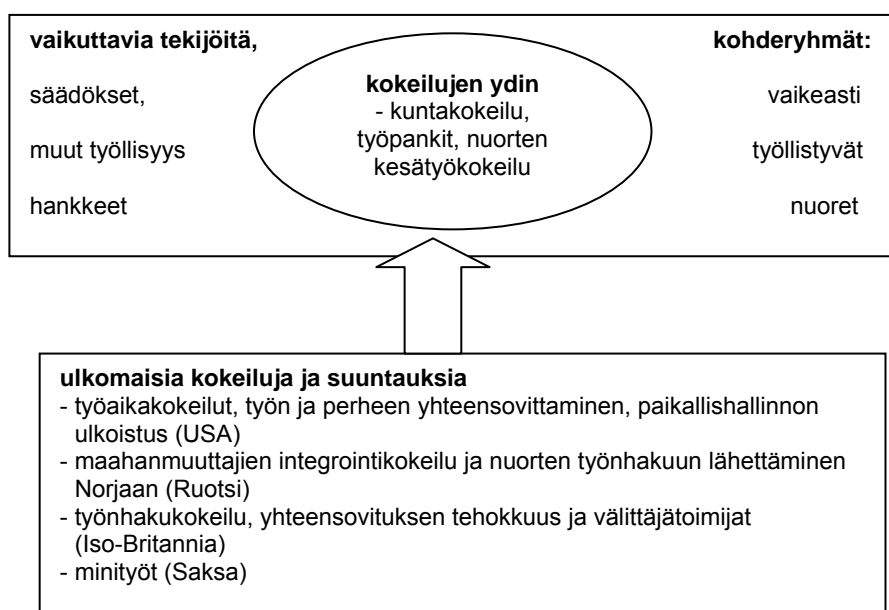 vaikuttavia tekijöitä,
säädökset,
muut työllisyys
hankkeet
kokeilujen ydin
- kuntakokeilu,
työpankit, nuorten
kesätyökokeilu
kohderyhmät:
vaikeasti
työllistyvät
nuoret
ulkomaisia kokeiluja ja suuntauksia
- työaikakokeilut, työn ja perheen yhteensovittaminen, paikallishallinnon
ulkoistus (USA)
- maahanmuuttajien integrointikokeilu ja nuorten työnhakuun lähettäminen
Norjaan (Ruotsi)
- työnhakukokeilu, yhteensovituksen tehokkuus ja välittäjätoimijat
(Iso-Britannia)
- minityöt (Saksa)